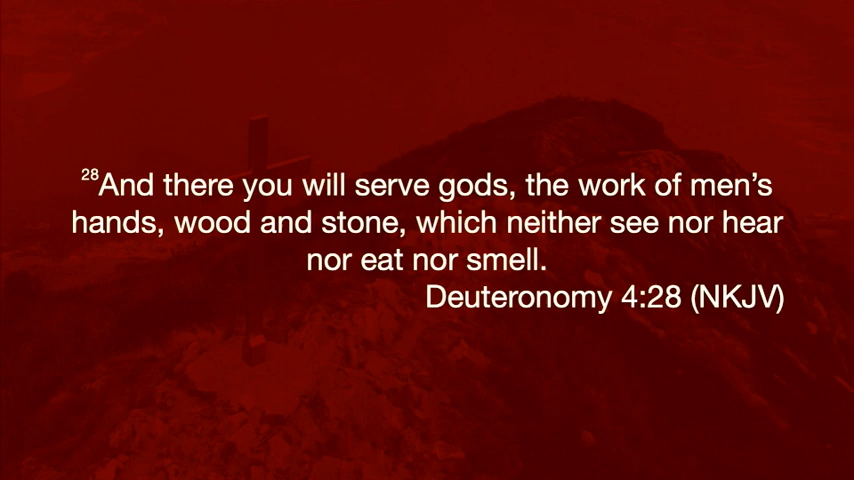 28And there you will serve gods, the work of men’s
hands, wood and stone, which neither see nor hear
nor eat nor smell.
Deuteronomy 4:28 (NKJV)